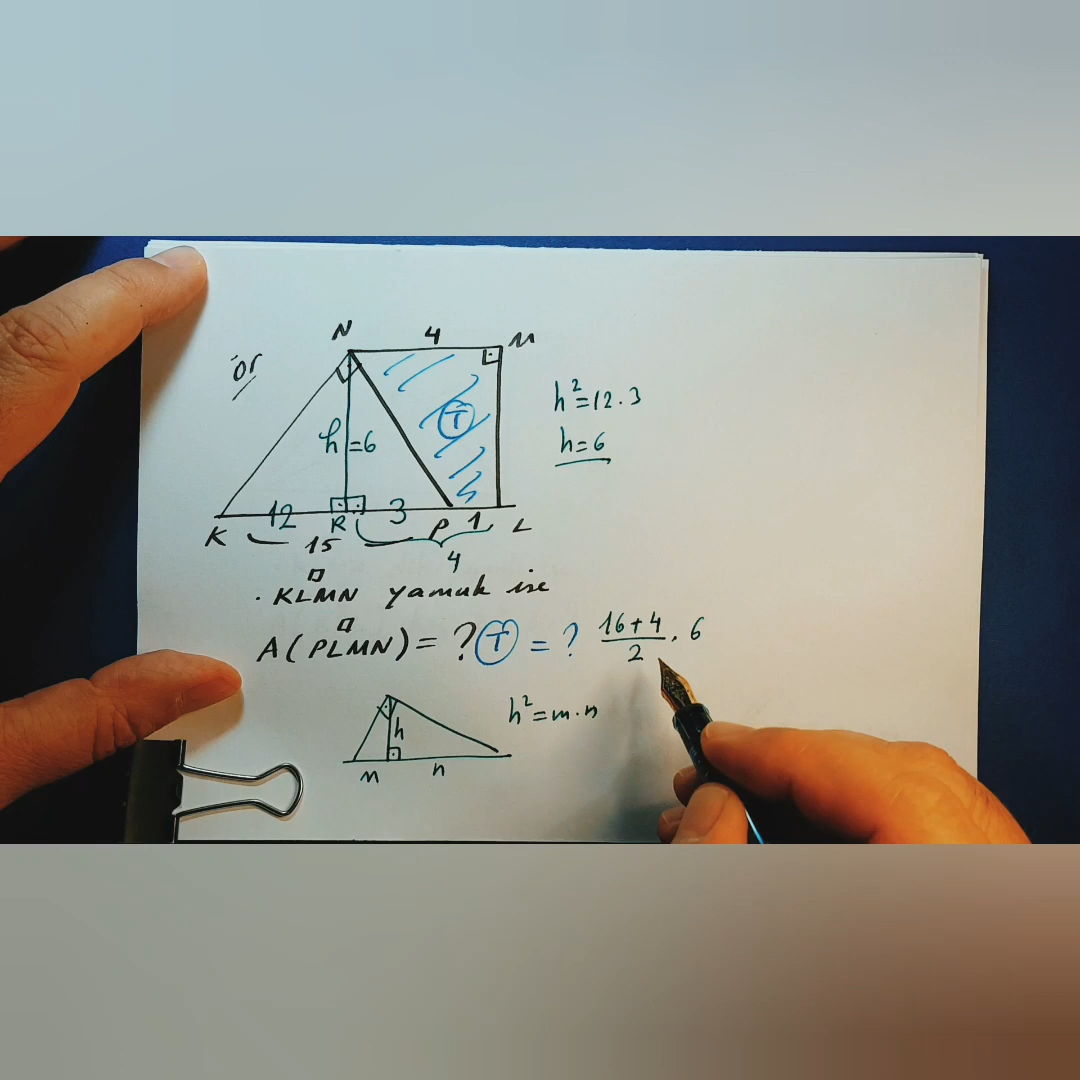 ör
N 4 M
T
h=6
h²=12.3
h=6
12 3 1
K R P L
15
4
. KLMN yamuk ise
A(PLMN)=? T = ? 16+4/2 . 6
h
h²=m.n
m n